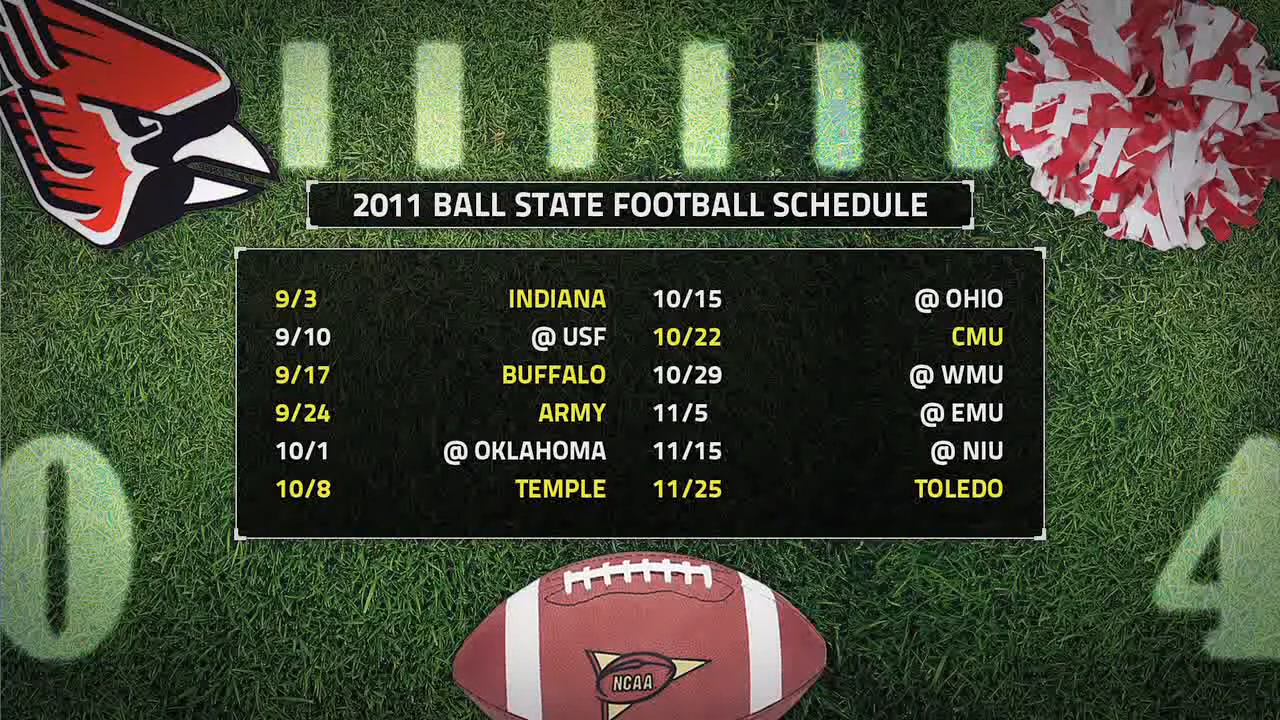 2011 BALL STATE FOOTBALL SCHEDULE
9/3 INDIANA
9/10 @ USF
9/17 BUFFALO
9/24 ARMY
10/1 @ OKLAHOMA
10/8 TEMPLE
10/15 @ OHIO
10/22 CMU
10/29 @ WMU
11/5 @ EMU
11/15 @ NIU
11/25 TOLEDO
0
4
NCAA